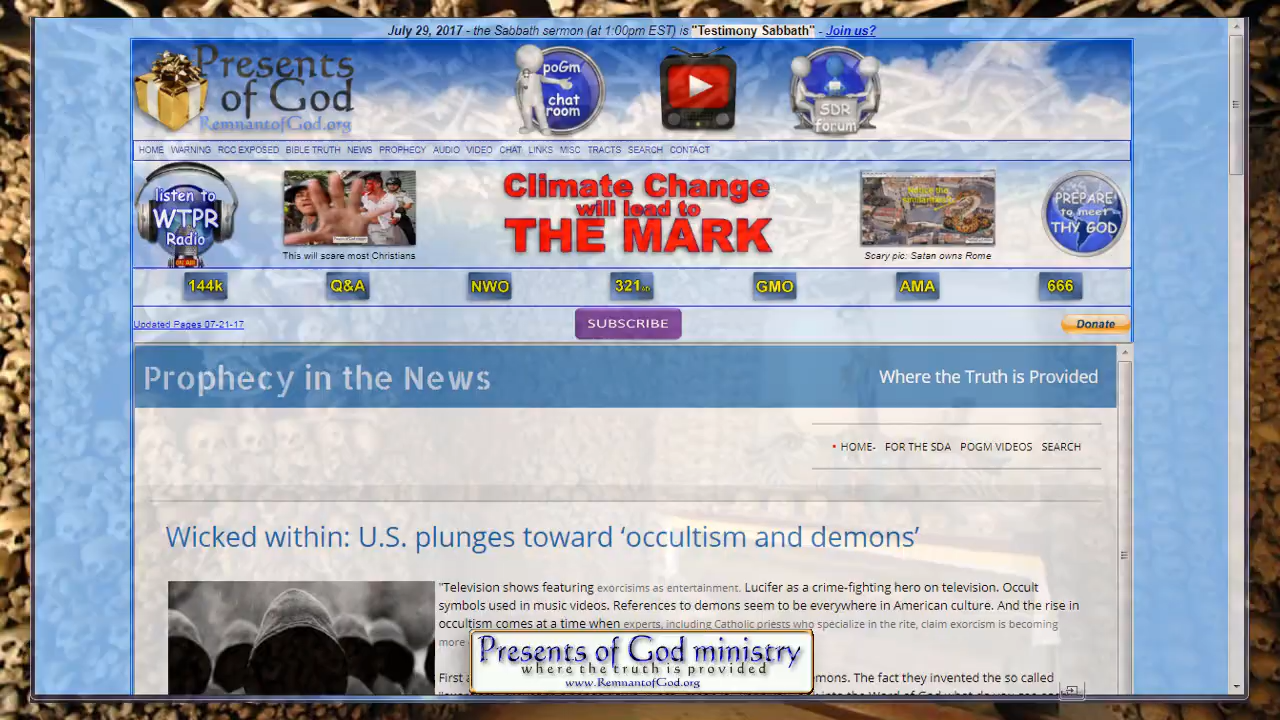 July 29, 2017 - the Sabbath sermon (at 1:00pm EST) is "Testimony Sabbath" - Join us?
Presents
of God
RemnantofGod.org
poGm
chat
room
SDR
forum
HOME WARNING RCC EXPOSED BIBLE TRUTH NEWS PROPHECY AUDIO VIDEO CHAT LINKS MISC TRACTS SEARCH CONTACT
listen to
WTPR
Radio
ON AIR
This will scare most Christians
Climate Change
will lead to
THE MARK
Notice the
similarities?
Scary pic: Satan owns Rome
PREPARE
to meet
THY GOD
144k
Q&A
NWO
321
GMO
AMA
666
Updated Pages 07-21-17
SUBSCRIBE
Donate
Prophecy in the News
Where the Truth is Provided
• HOME- FOR THE SDA POGM VIDEOS SEARCH
Wicked within: U.S. plunges toward ‘occultism and demons’
"Television shows featuring exorcisims as entertainment. Lucifer as a crime-fighting hero on television. Occult
symbols used in music videos. References to demons seem to be everywhere in American culture. And the rise in
occultism comes at a time when experts, including Catholic priests who specialize in the rite, claim exorcism is becoming
more
First a
emons. The fact they invented the so called
Presents of God ministry
where the truth is provided
www.RemnantofGod.org